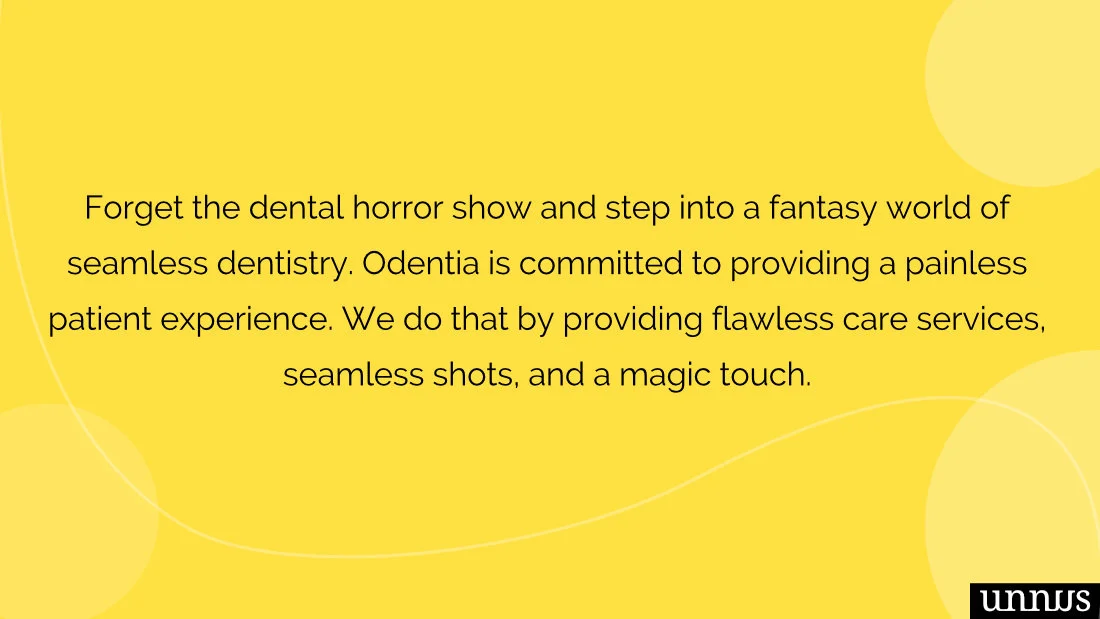 Forget the dental horror show and step into a fantasy world of
seamless dentistry. Odentia is committed to providing a painless
patient experience. We do that by providing flawless care services,
seamless shots, and a magic touch.
unnus